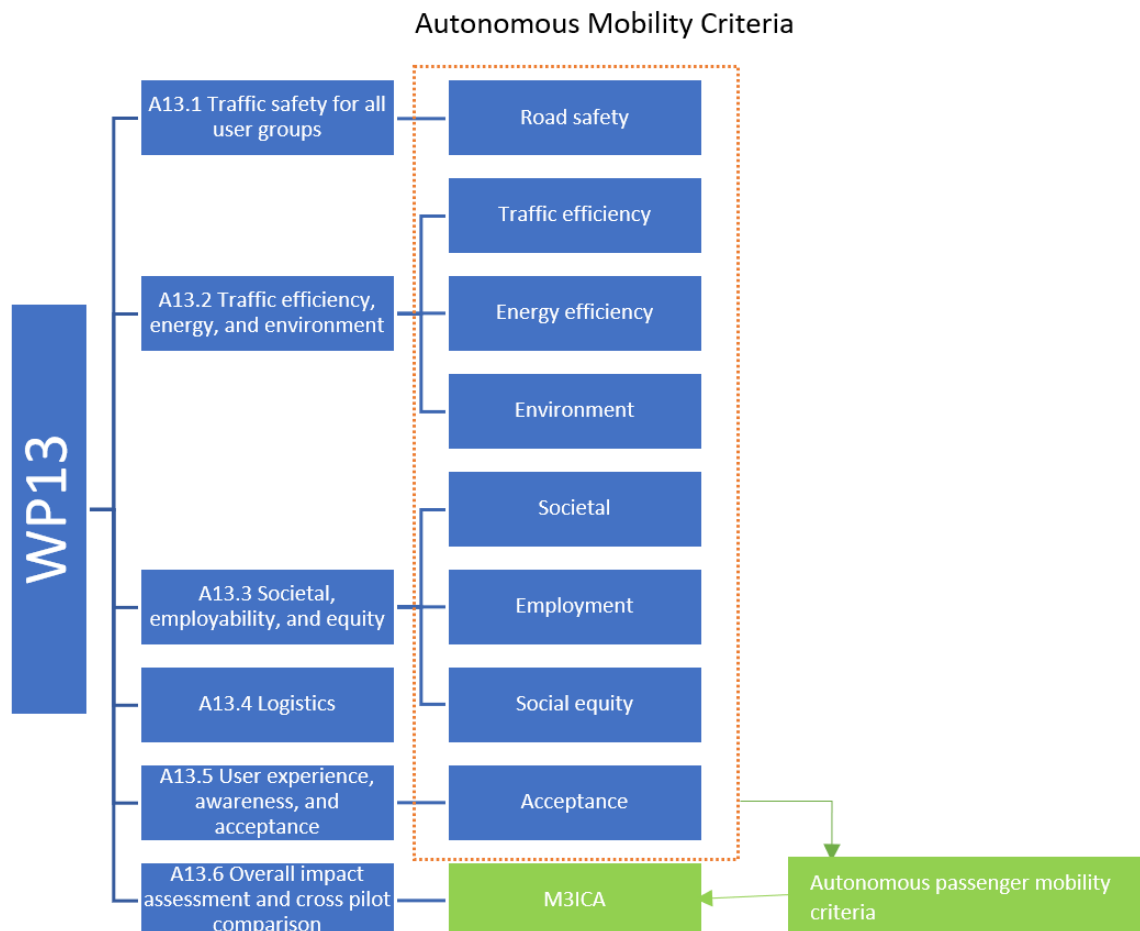 Autonomous Mobility Criteria
WP13
A13.1 Traffic safety for all
user groups
Road safety
A13.2 Traffic efficiency,
energy, and environment
Traffic efficiency
Energy efficiency
Environment
A13.3 Societal,
employability, and equity
Societal
Employment
Social equity
A13.4 Logistics
A13.5 User experience,
awareness, and
acceptance
Acceptance
A13.6 Overall impact
assessment and cross pilot
comparison
M3ICA
Autonomous passenger mobility
criteria